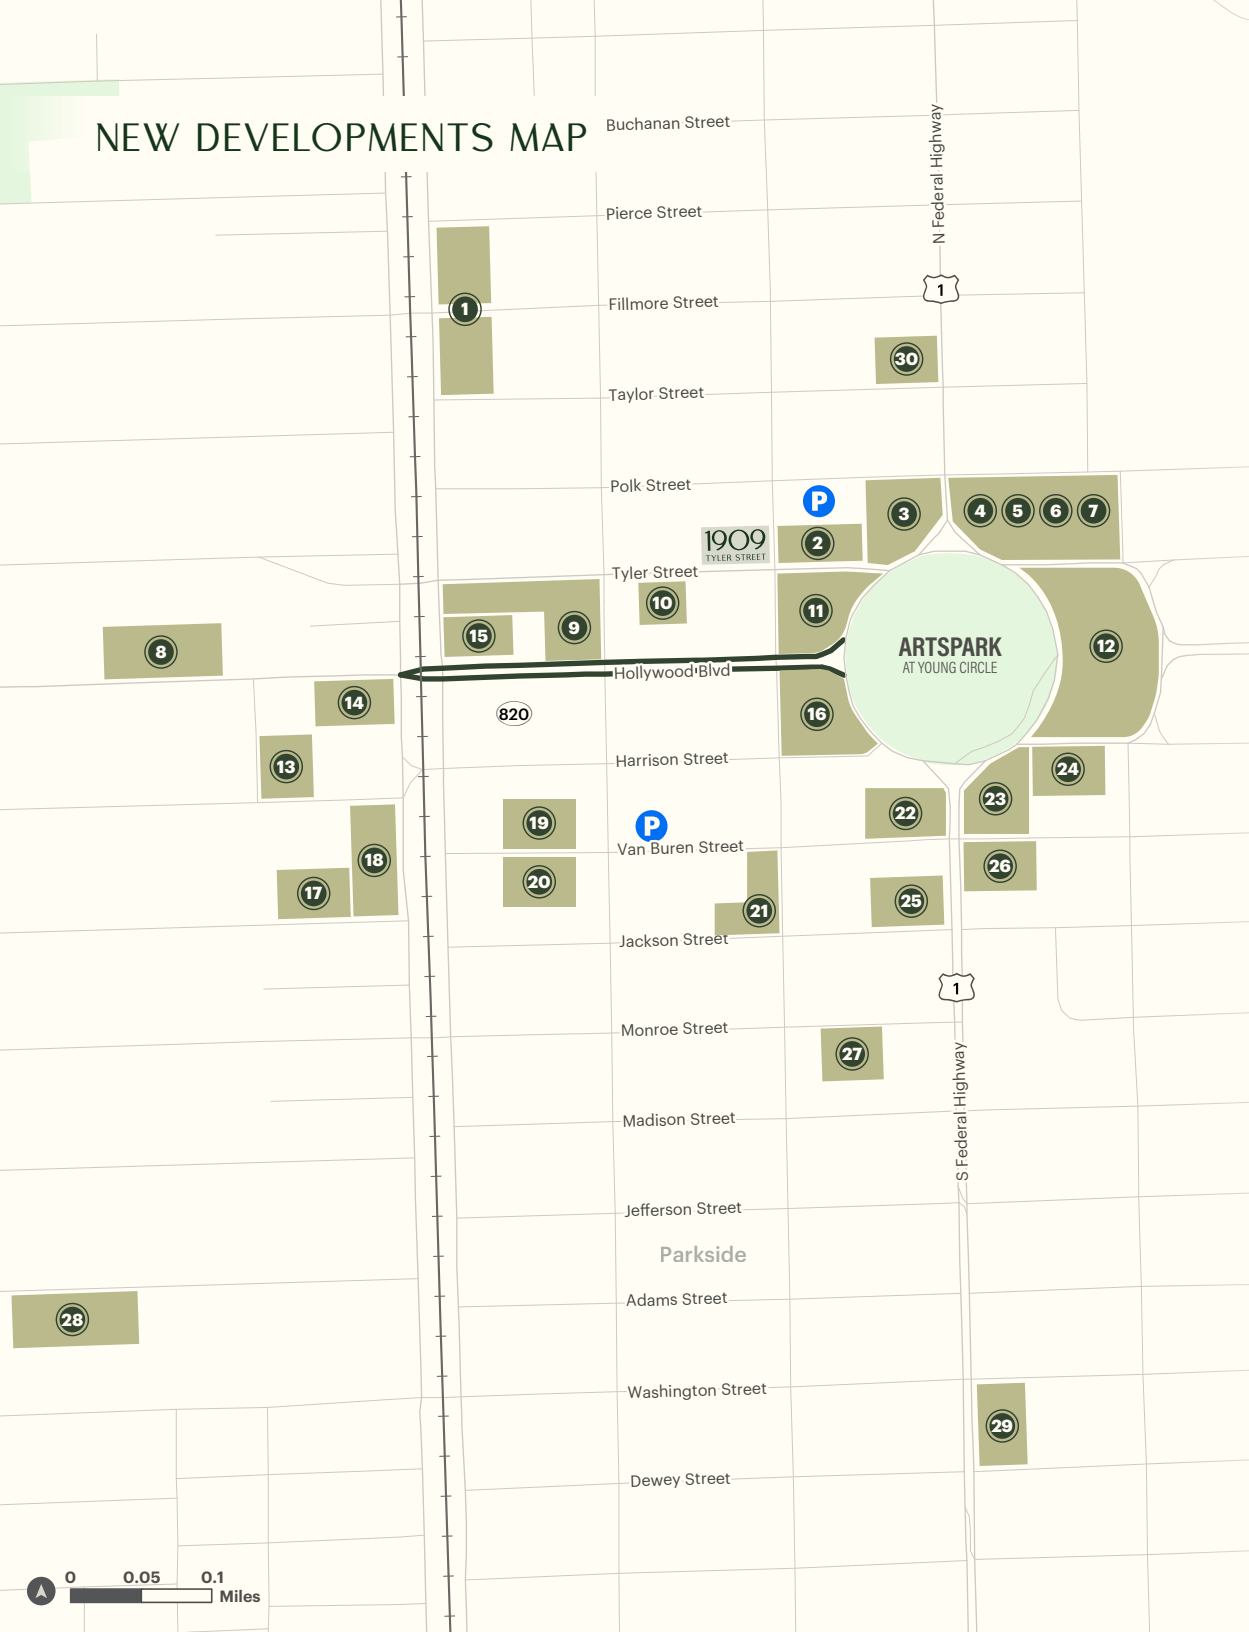 NEW DEVELOPMENTS MAP
Buchanan Street
N Federal Highway
Pierce Street
1
Fillmore Street
1
30
Taylor Street
Polk Street
P
3
4 5 6 7
1909
TYLER STREET
2
Tyler Street
10
11
9
15
8
12
ARTSPARK
AT YOUNG CIRCLE
Hollywood Blvd
14
820
16
Harrison Street
13
24
23
22
19
P
Van Buren Street
18
26
20
17
25
21
Jackson Street
1
Monroe Street
27
S Federal Highway
Madison Street
Jefferson Street
Parkside
Adams Street
28
Washington Street
29
Dewey Street
0 0.05 0.1
Miles